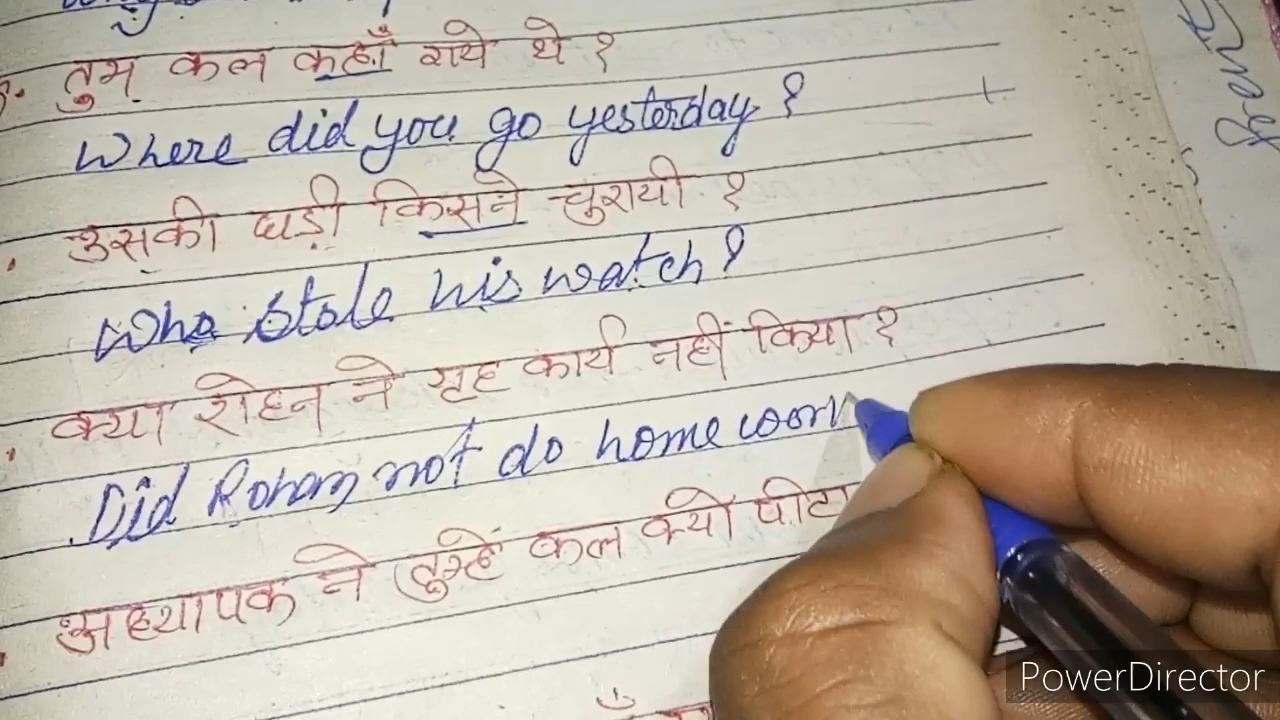 तुम कल कहाँ गये थे ?
Where did you go yesterday ?
उसकी घड़ी किसने चुरायी ?
Who stole his watch ?
क्या रोहन ने गृह कार्य नहीं किया ?
Did Rohan not do home wor
अध्यापक ने तुम्हें कल क्यों पीटा
PowerDirector